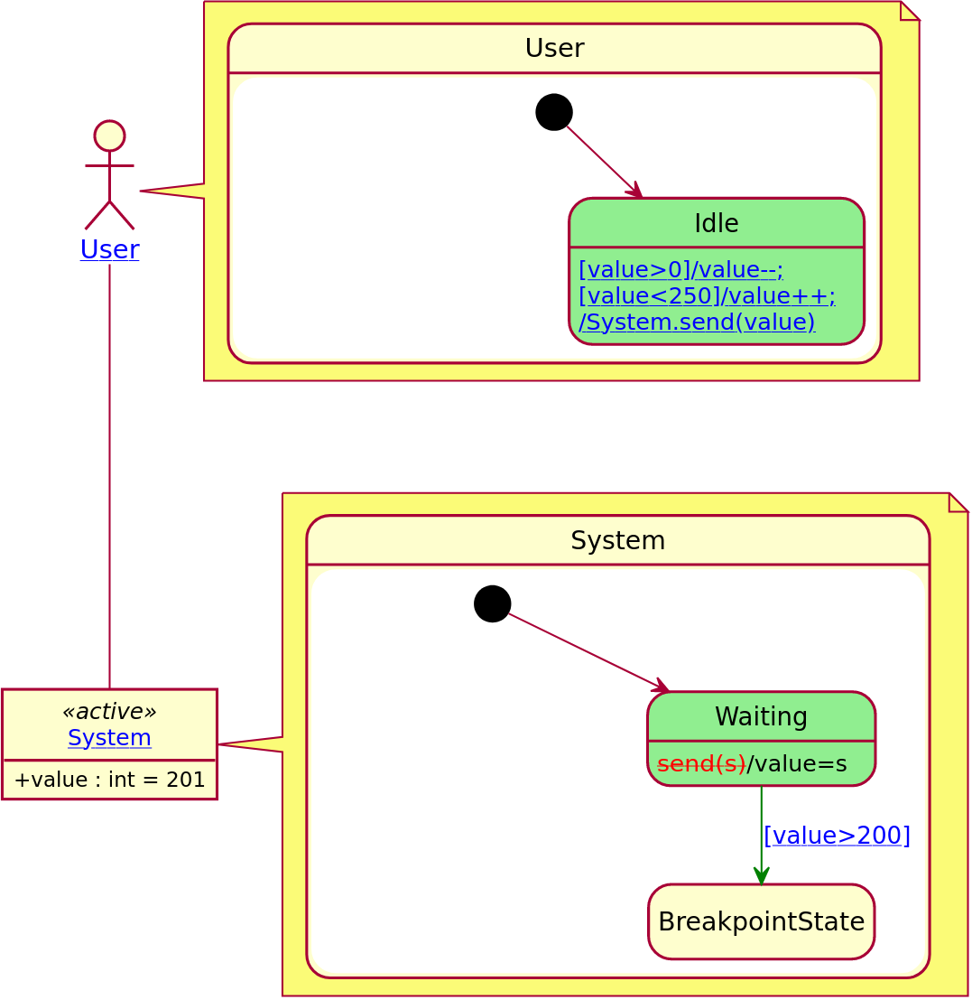 User
User
Idle
[value>0]/value--;
[value<250]/value++;
/System.send(value)
System
«active»
System
+value : int = 201
Waiting
send(s)/value=s
[value>200]
BreakpointState